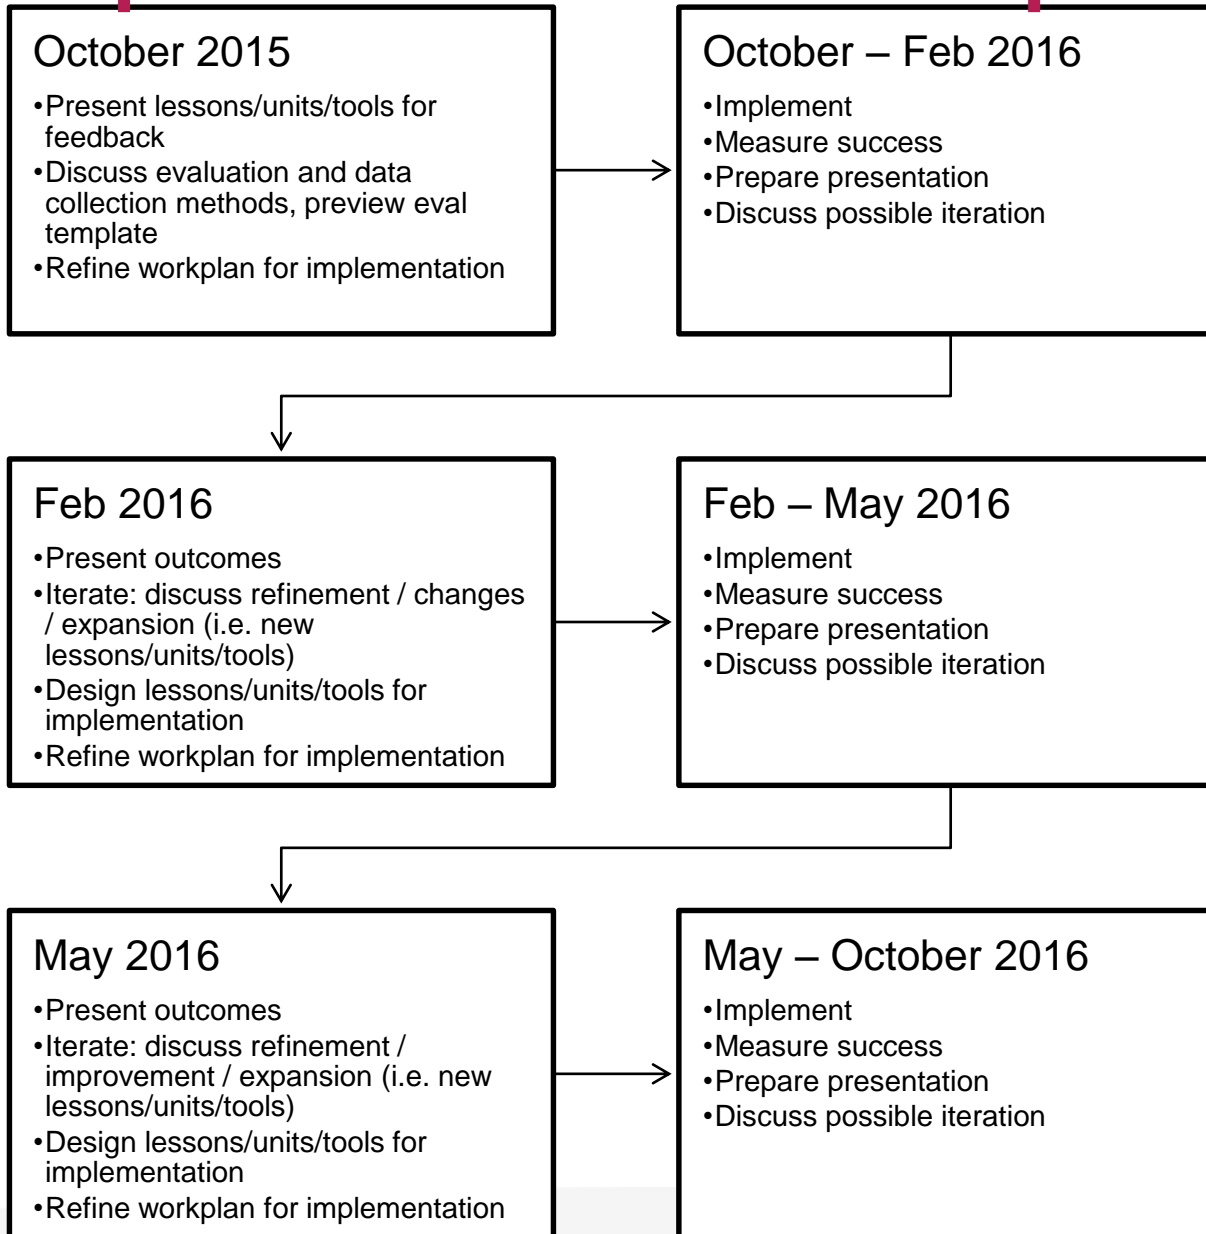 October 2015
•Present lessons/units/tools for
feedback
•Discuss evaluation and data
collection methods, preview eval
template
•Refine workplan for implementation
October – Feb 2016
•Implement
•Measure success
•Prepare presentation
•Discuss possible iteration
Feb 2016
•Present outcomes
•Iterate: discuss refinement / changes
/ expansion (i.e. new
lessons/units/tools)
•Design lessons/units/tools for
implementation
•Refine workplan for implementation
Feb – May 2016
•Implement
•Measure success
•Prepare presentation
•Discuss possible iteration
May 2016
•Present outcomes
•Iterate: discuss refinement /
improvement / expansion (i.e. new
lessons/units/tools)
•Design lessons/units/tools for
implementation
•Refine workplan for implementation
May – October 2016
•Implement
•Measure success
•Prepare presentation
•Discuss possible iteration